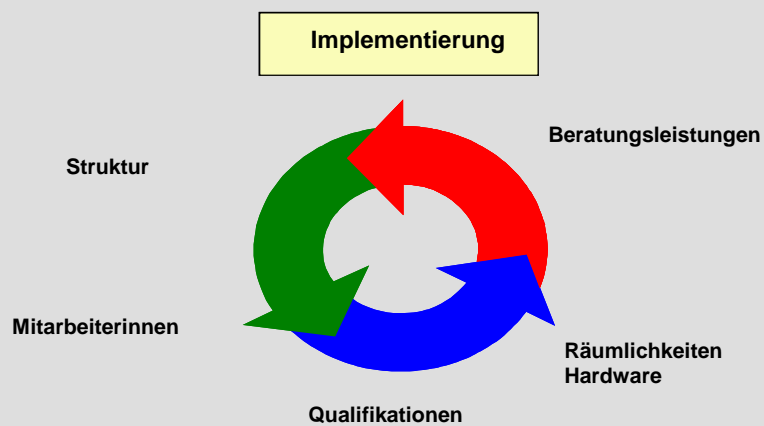 Implementierung
Beratungsleistungen
Struktur
Mitarbeiterinnen
Räumlichkeiten
Hardware
Qualifikationen